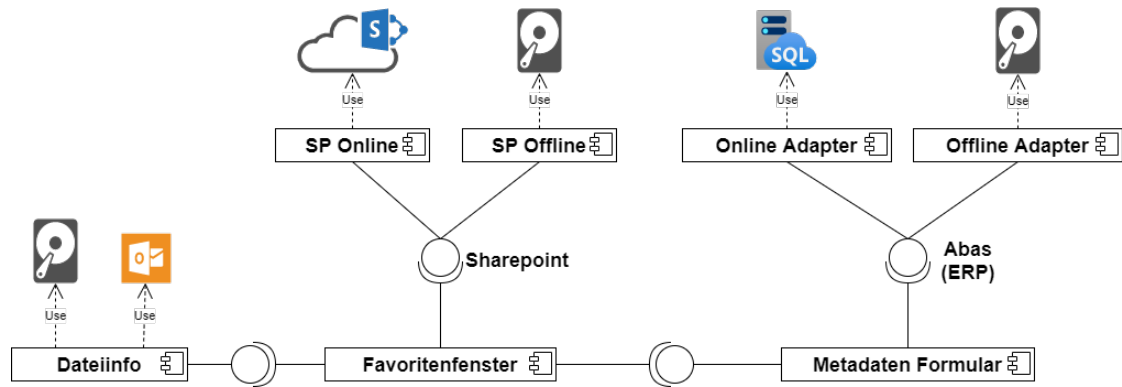 S
SQL
Use
Use
Use
Use
SP Online
SP Offline
Online Adapter
Offline Adapter
Sharepoint
Abas
(ERP)
O
Use
Use
Dateiinfo
Favoritenfenster
Metadaten Formular